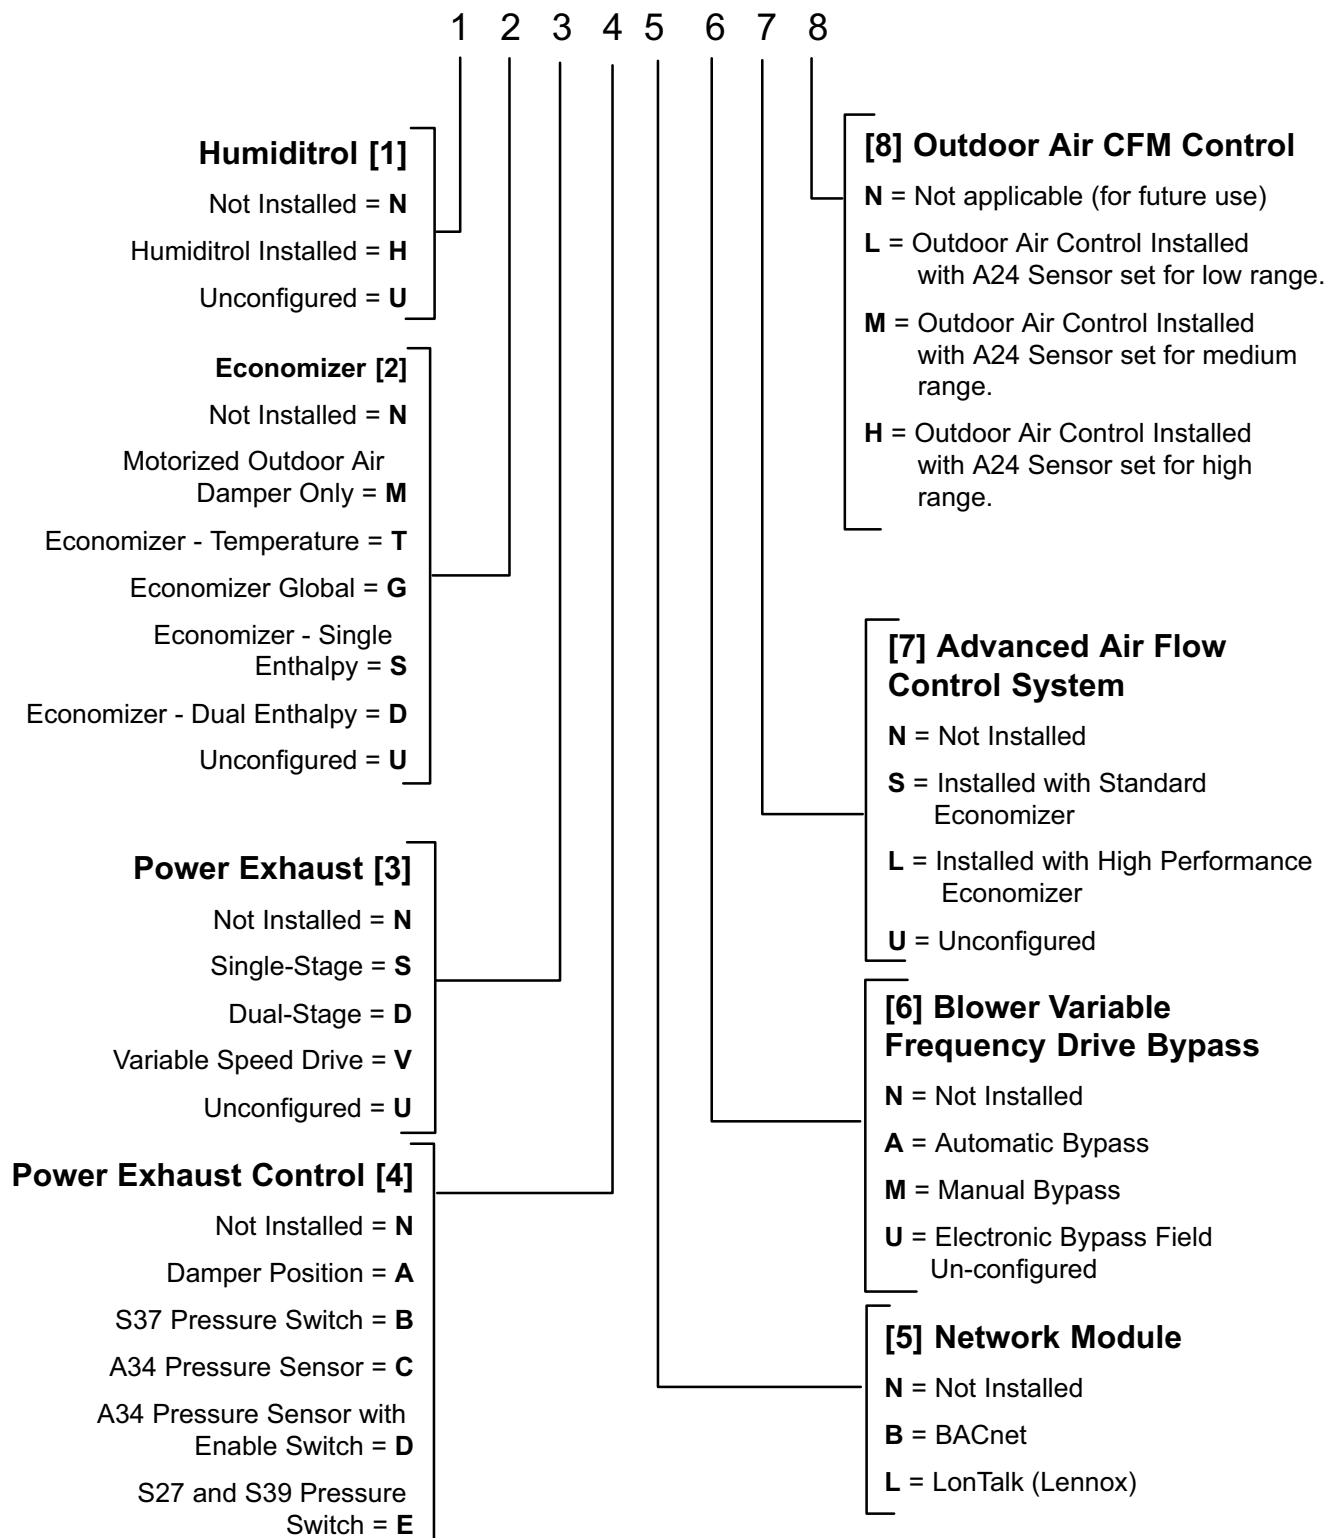 1 2 3 4 5 6 7 8
Humiditrol [1]
Not Installed = N
Humiditrol Installed = H
Unconfigured = U
Economizer [2]
Not Installed = N
Motorized Outdoor Air
Damper Only = M
Economizer - Temperature = T
Economizer Global = G
Economizer - Single
Enthalpy = S
Economizer - Dual Enthalpy = D
Unconfigured = U
Power Exhaust [3]
Not Installed = N
Single-Stage = S
Dual-Stage = D
Variable Speed Drive = V
Unconfigured = U
Power Exhaust Control [4]
Not Installed = N
Damper Position = A
S37 Pressure Switch = B
A34 Pressure Sensor = C
A34 Pressure Sensor with
Enable Switch = D
S27 and S39 Pressure
Switch = E
[8] Outdoor Air CFM Control
N = Not applicable (for future use)
L = Outdoor Air Control Installed
with A24 Sensor set for low range.
M = Outdoor Air Control Installed
with A24 Sensor set for medium
range.
H = Outdoor Air Control Installed
with A24 Sensor set for high
range.
[7] Advanced Air Flow
Control System
N = Not Installed
S = Installed with Standard
Economizer
L = Installed with High Performance
Economizer
U = Unconfigured
[6] Blower Variable
Frequency Drive Bypass
N = Not Installed
A = Automatic Bypass
M = Manual Bypass
U = Electronic Bypass Field
Un-configured
[5] Network Module
N = Not Installed
B = BACnet
L = LonTalk (Lennox)